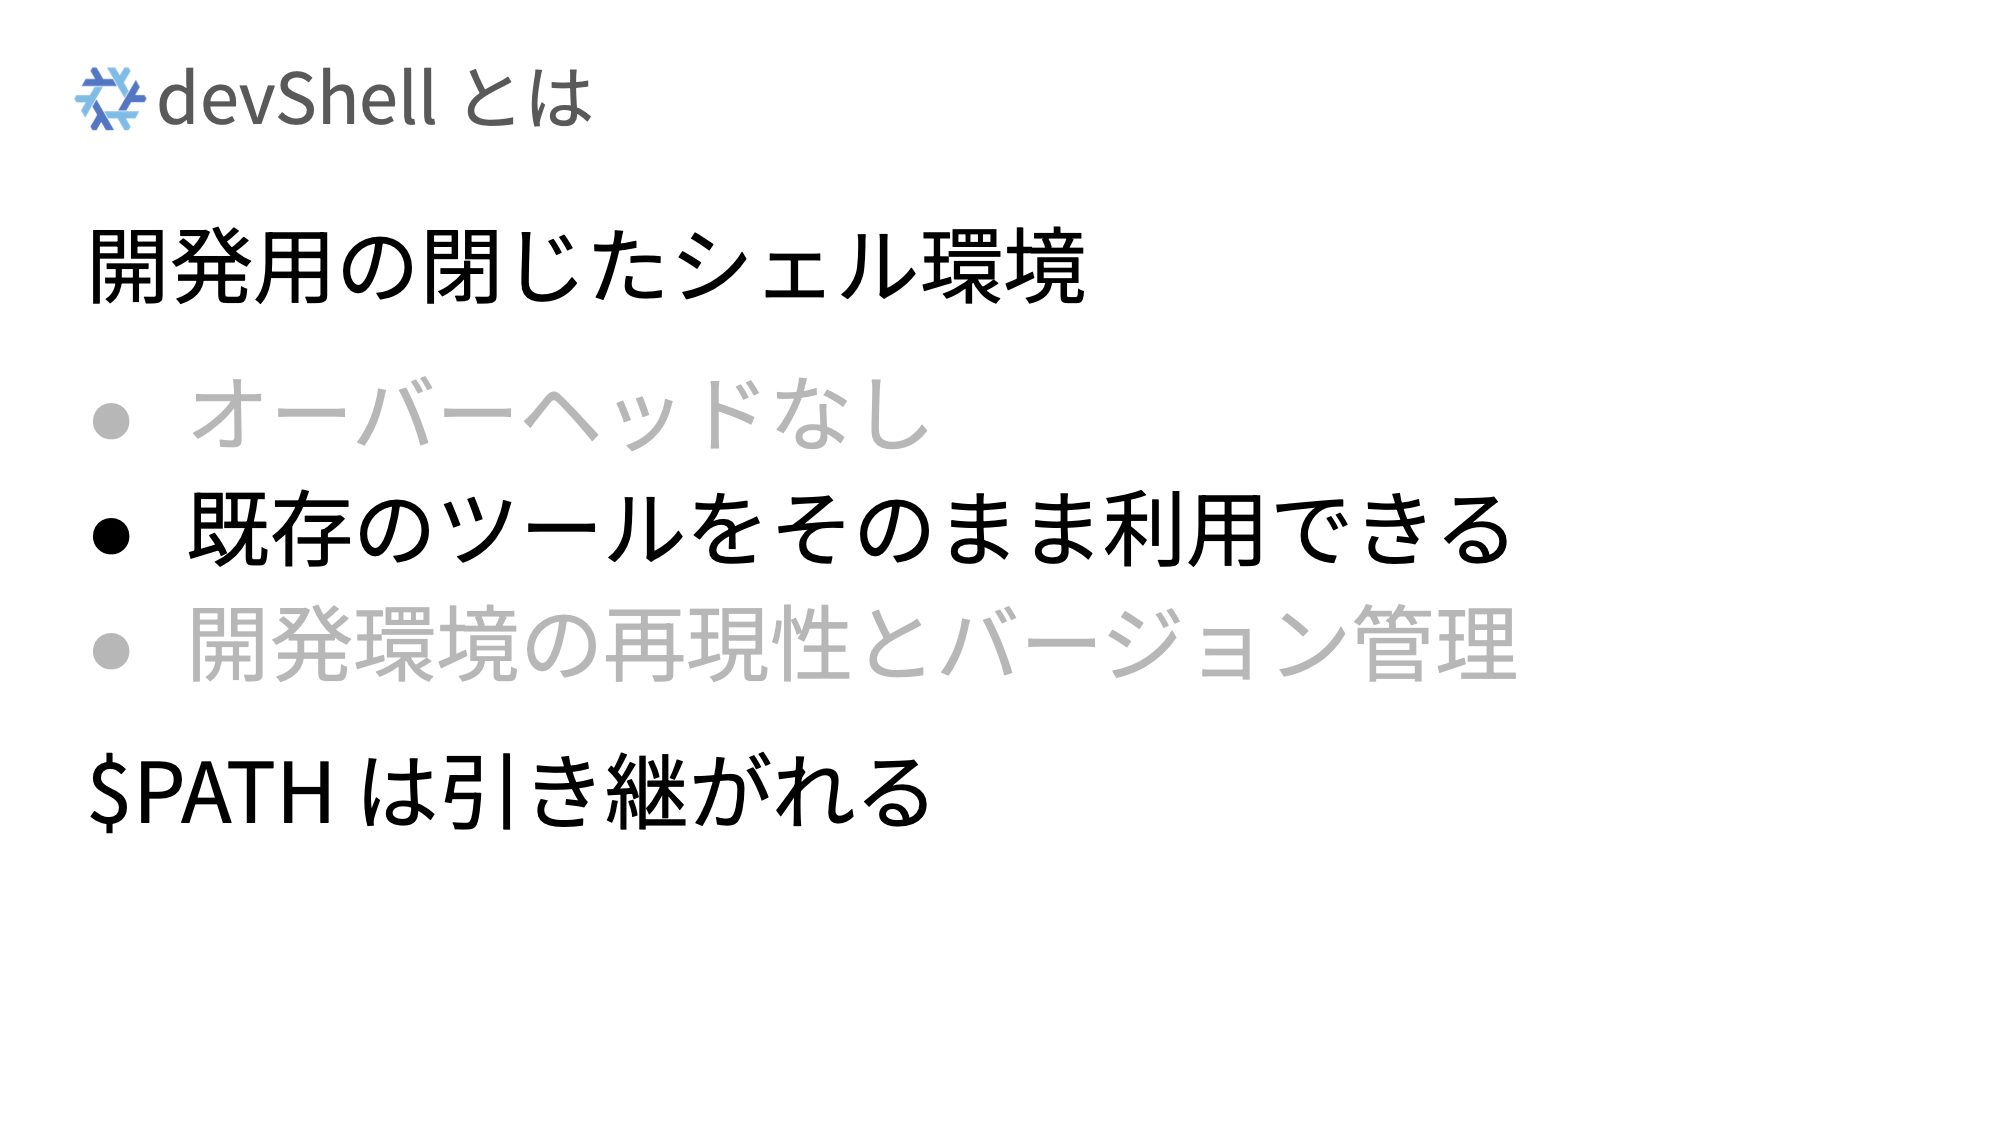 devShell とは
開発用の閉じたシェル環境
● オーバーヘッドなし
● 既存のツールをそのまま利用できる
● 開発環境の再現性とバージョン管理
$PATH は引き継がれる